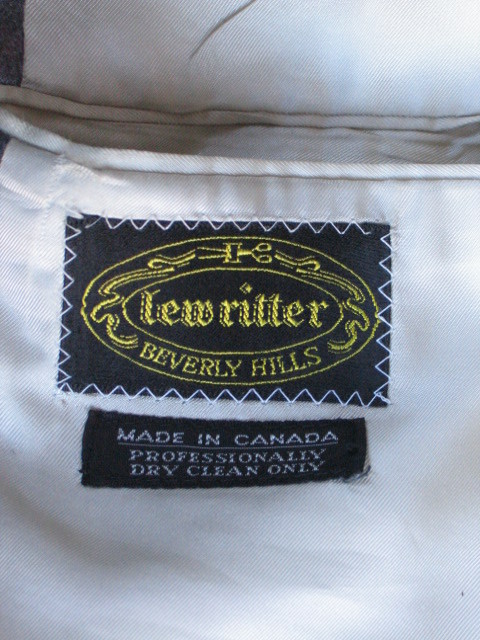 lew ritter
BEVERLY HILLS
MADE IN CANADA
PROFESSIONALLY
DRY CLEAN ONLY